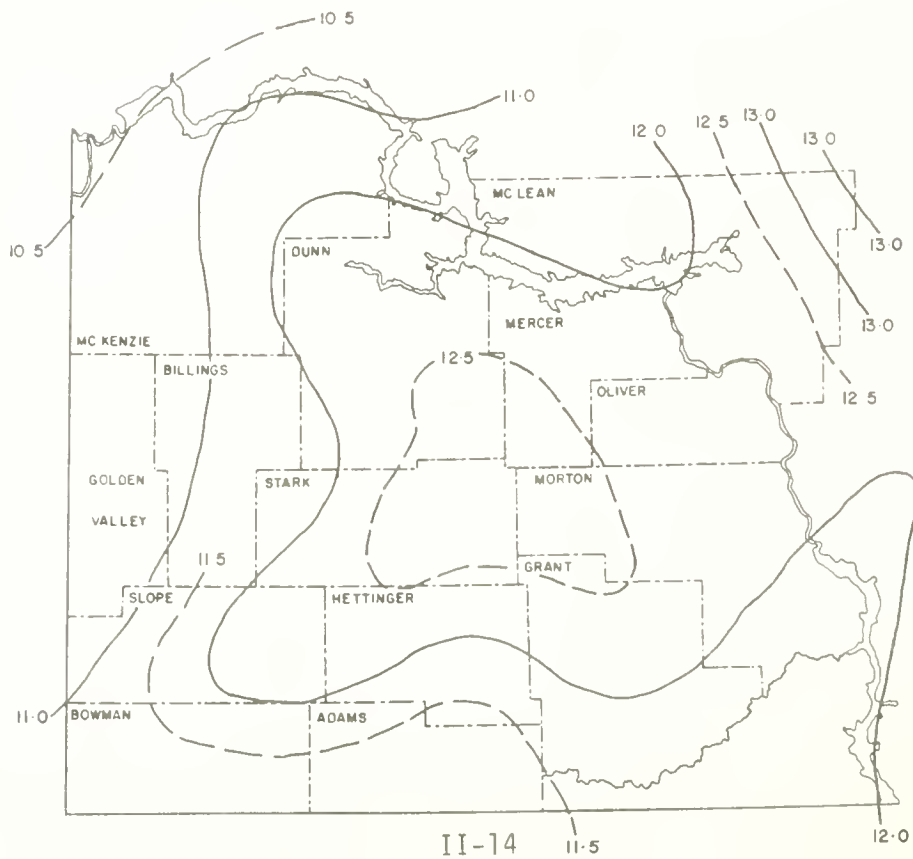 10.5
11.0
12.0
12.5
13.0
13.0
MC LEAN
10.5
DUNN
13.0
13.0
MERCER
MC KENZIE
BILLINGS
12.5
OLIVER
12.5
GOLDEN
VALLEY
STARK
MORTON
11.5
GRANT
SLOPE
HETTINGER
11.0
BOWMAN
ADAMS
II-14
11.5
12.0